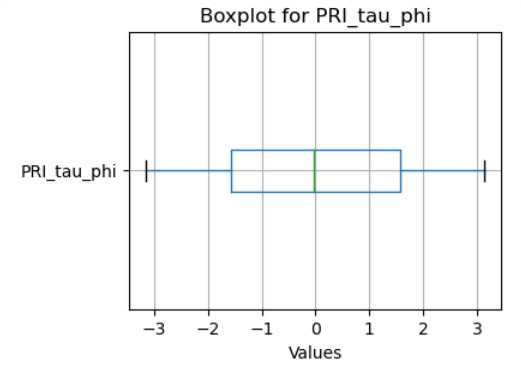 Boxplot for PRI_tau_phi
PRI_tau_phi
−3 −2 −1 0 1 2 3
Values